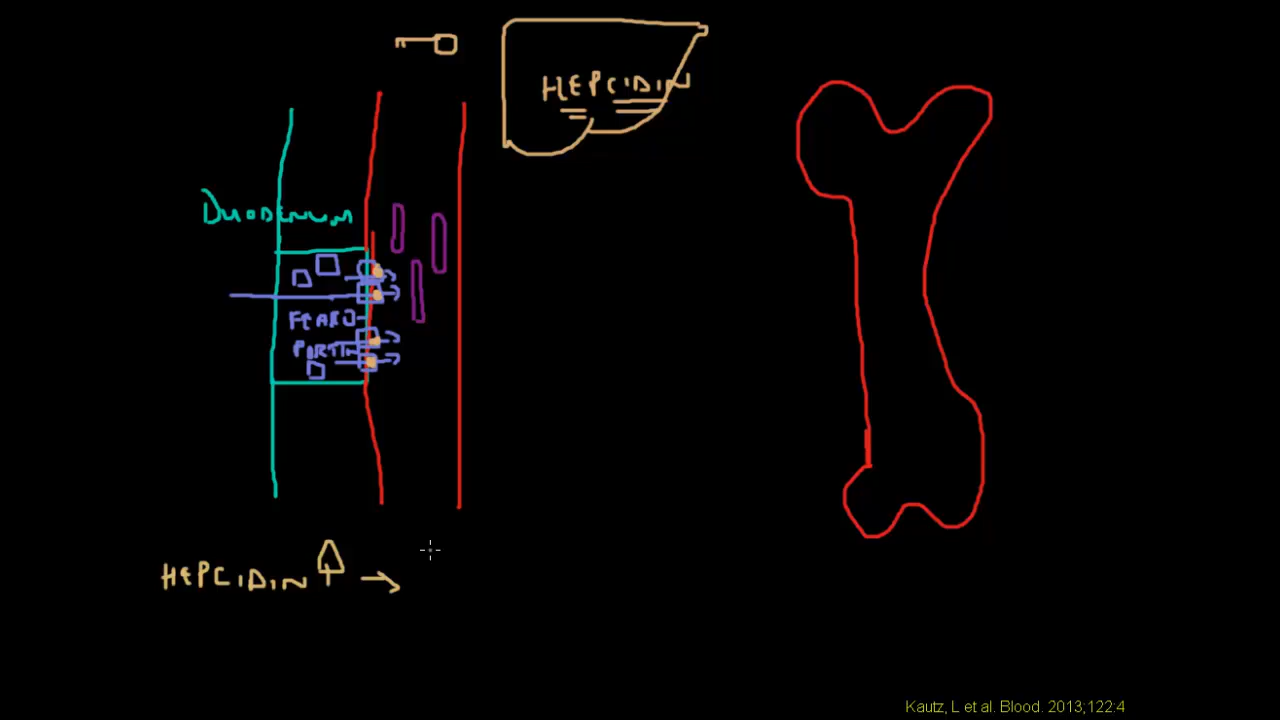 HEPCIDIN
DUODENUM
FERRO
PORTIN
HEPCIDIN ↑ →
Kautz, L et al. Blood. 2013;122:4